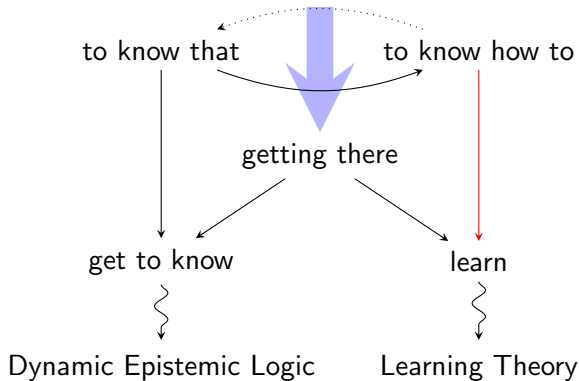 to know that
to know how to
getting there
get to know
learn
Dynamic Epistemic Logic
Learning Theory